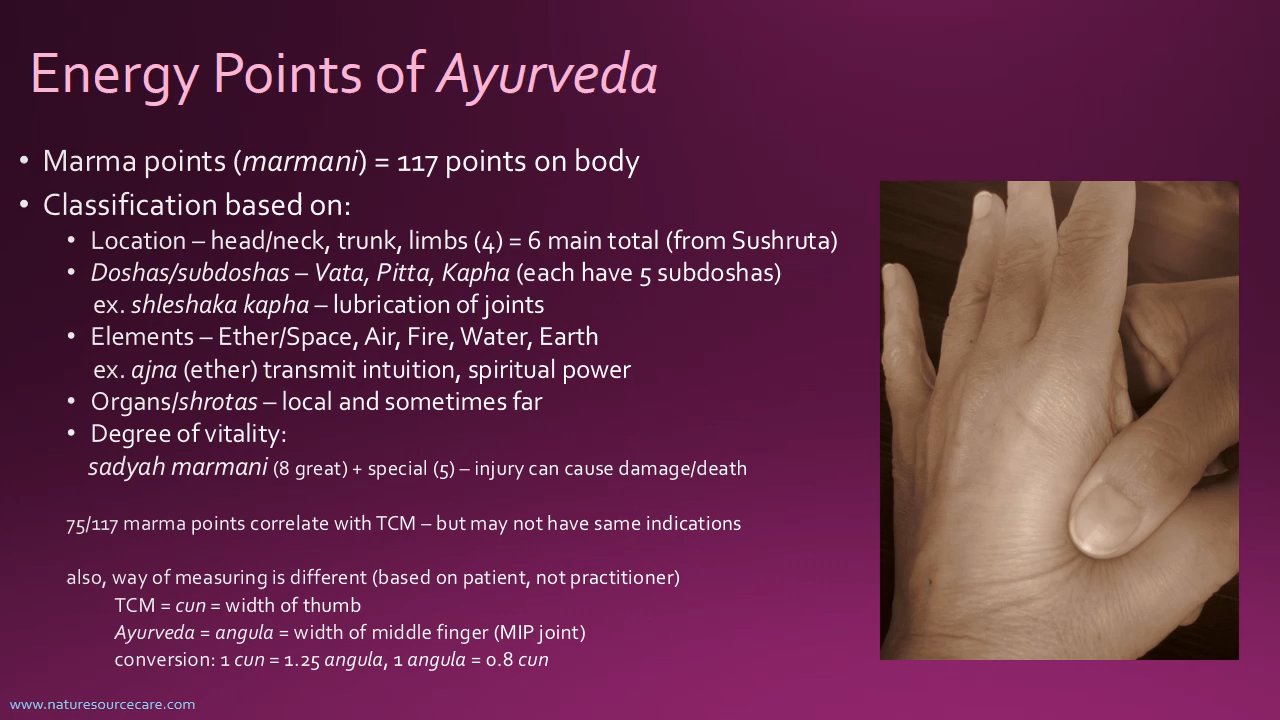 Energy Points of Ayurveda
• Marma points (marmani) = 117 points on body
• Classification based on:
• Location – head/neck, trunk, limbs (4) = 6 main total (from Sushruta)
• Doshas/subdoshas – Vata, Pitta, Kapha (each have 5 subdoshas)
ex. shleshaka kapha – lubrication of joints
• Elements – Ether/Space, Air, Fire, Water, Earth
ex. ajna (ether) transmit intuition, spiritual power
• Organs/shrotas – local and sometimes far
• Degree of vitality:
sadyah marmani (8 great) + special (5) – injury can cause damage/death
75/117 marma points correlate with TCM – but may not have same indications
also, way of measuring is different (based on patient, not practitioner)
TCM = cun = width of thumb
Ayurveda = angula = width of middle finger (MIP joint)
conversion: 1 cun = 1.25 angula, 1 angula = 0.8 cun
www.naturesourcecare.com